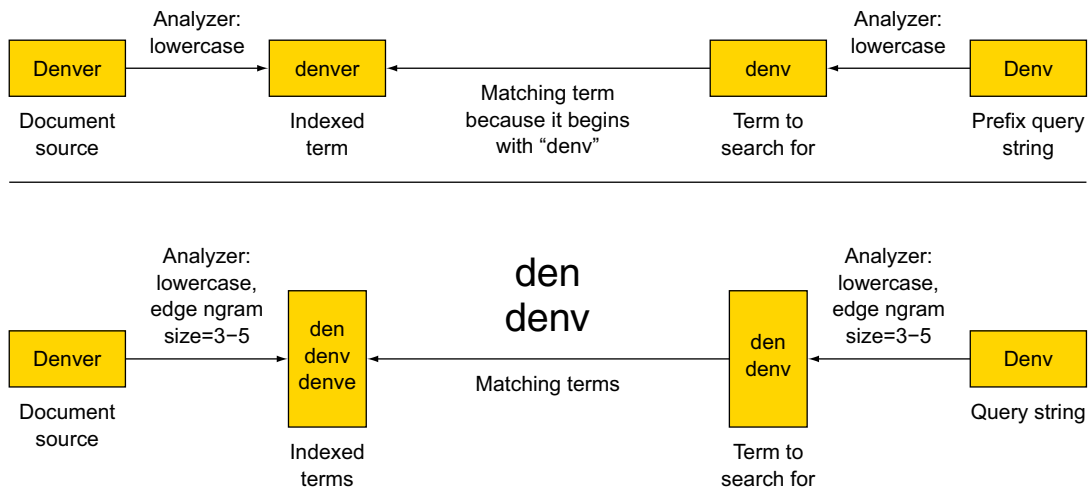 Analyzer:
lowercase
Analyzer:
lowercase
Denver
denver
denv
Denv
Document
source
Indexed
term
Matching term
because it begins
with “denv”
Term to
search for
Prefix query
string
Analyzer:
lowercase,
edge ngram
size=3−5
den
denv
Analyzer:
lowercase,
edge ngram
size=3−5
Denver
den
denv
denve
den
denv
Denv
Matching terms
Document
source
Query string
Indexed
terms
Term to
search for